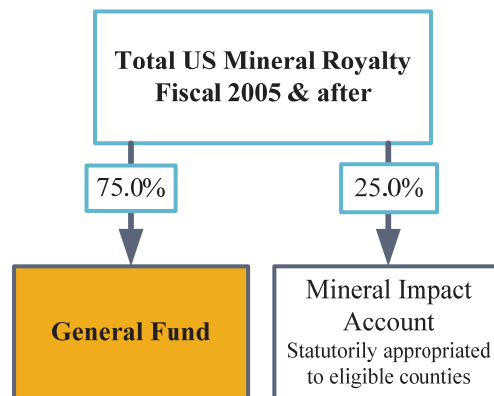 Total US Mineral Royalty
Fiscal 2005 & after
75.0%
25.0%
General Fund
Mineral Impact
Account
Statutorily appropriated
to eligible counties